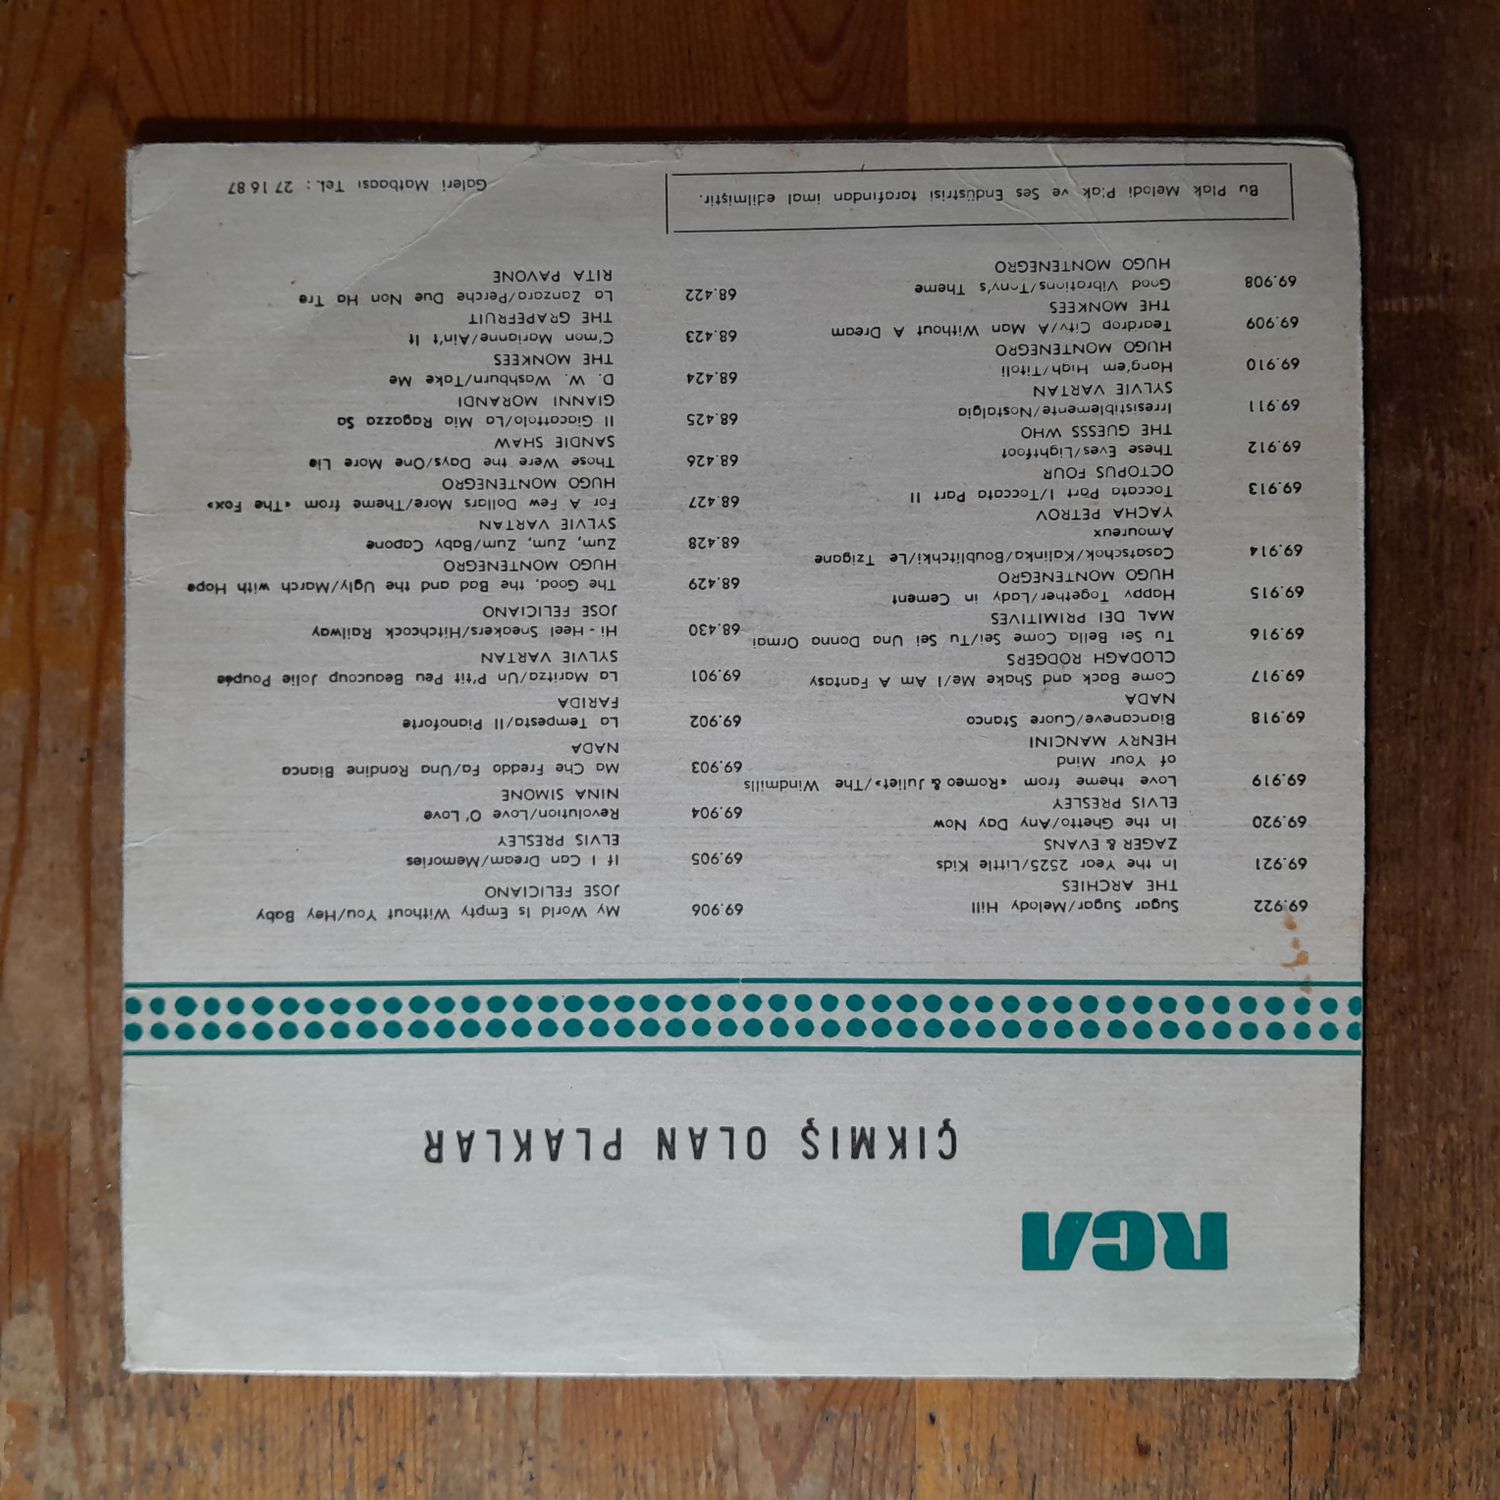 RCA
ÇIKMIŞ OLAN PLAKLAR
69.922 Sugar Sugar/Melody Hill
THE ARCHIES
69.921 In the Year 2525/Little Kids
ZAGER & EVANS
69.920 In the Ghetto/Any Day Now
ELVIS PRESLEY
69.919 Love theme from «Romeo & Juliet»/The Windmills
of Your Mind
HENRY MANCINI
69.918 Biancaneve/Cuore Stanco
NADA
69.917 Come Back and Shake Me/I Am A Fantasy
CLODAGH RODGERS
69.916 Tu Sei Bella Come Sei/Tu Sei Una Donna Ormai
MAL DEI PRIMITIVES
69.915 Happy Together/Lady in Cement
HUGO MONTENEGRO
69.914 Casatschok/Kalinka/Boublitchki/Le Tzigane
Amoureux
YACHA PETROV
69.913 Toccata Part I/Toccata Part II
OCTOPUS FOUR
69.912 These Eyes/Lightfoot
THE GUESSS WHO
69.911 Irresistiblemente/Nostalgia
SYLVIE VARTAN
69.910 Hang'em High/Titoli
HUGO MONTENEGRO
69.909 Teardrop City/A Man Without A Dream
THE MONKEES
69.908 Good Vibrations/Tony's Theme
HUGO MONTENEGRO
69.906 My World Is Empty Without You/Hey Baby
JOSE FELICIANO
69.905 If I Can Dream/Memories
ELVIS PRESLEY
69.904 Revolution/Love O' Love
NINA SIMONE
69.903 Ma Che Freddo Fa/Una Rondine Bianca
NADA
69.902 La Tempesta/Il Pianoforte
FARIDA
69.901 La Maritza/Un P'tit Peu Beaucoup Jolie Poupée
SYLVIE VARTAN
68.430 Hi - Heel Sneakers/Hitchcock Railway
JOSE FELICIANO
68.429 The Good, the Bad and the Ugly/March with Hope
HUGO MONTENEGRO
68.428 Zum, Zum, Zum/Baby Capone
SYLVIE VARTAN
68.427 For A Few Dollars More/Theme from «The Fox»
HUGO MONTENEGRO
68.426 Those Were the Days/One More Lie
SANDIE SHAW
68.425 Il Giocattolo/La Mia Ragazza Sa
GIANNI MORANDI
68.424 D. W. Washburn/Take Me
THE MONKEES
68.423 C'mon Marianne/Ain't It
THE GRAPEFRUIT
68.422 La Zanzara/Perche Due Non Ha Tre
RITA PAVONE
Bu Plak Melodi Plak ve Ses Endüstrisi tarafından imal edilmiştir.
Galeri Matbaası Tel. : 27 16 87